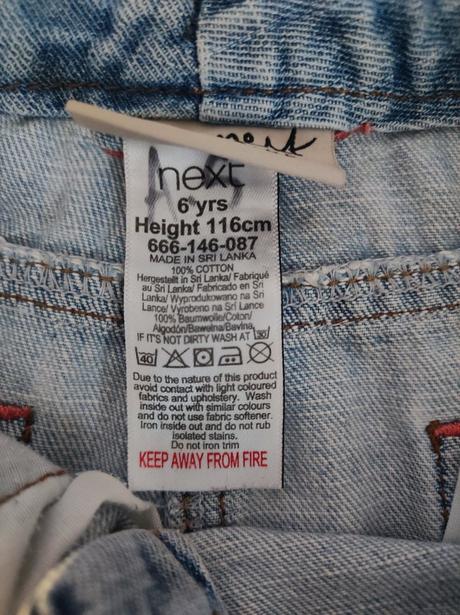 next
6 yrs
Height 116cm
666-146-087
MADE IN SRI LANKA
100% COTTON
Hergestellt in Sri Lanka/ Fabriqué
au Sri Lanka/ Fabricado en Sri
Lanka/ Wyprodukowano na Sri
Lance/ Vyrobeno na Srí Lance
100% Baumwolle/Coton/
Algodón/Bawełna/Bavlna
IF IT'S NOT DIRTY WASH AT 30
40
Due to the nature of this product
avoid contact with light coloured
fabrics and upholstery. Wash
inside out with similar colours
and do not use fabric softener.
Iron inside out and do not rub
isolated stains.
Do not iron trim
KEEP AWAY FROM FIRE